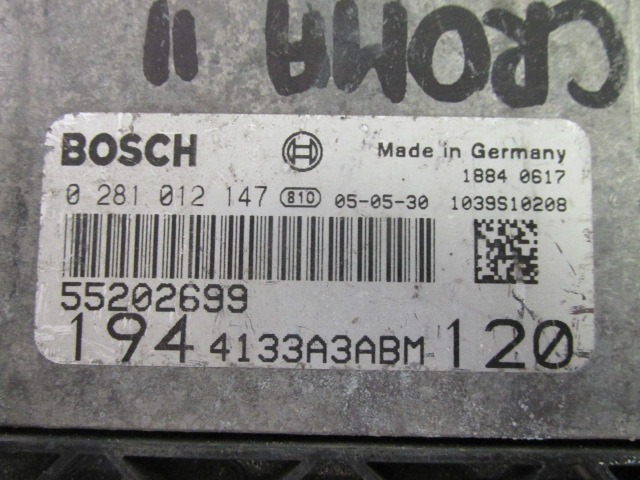 CROMA II
BOSCH Made in Germany
1884 0617
0 281 012 147 810 05-05-30 1039S10208
55202699
194 4133A3ABM 120